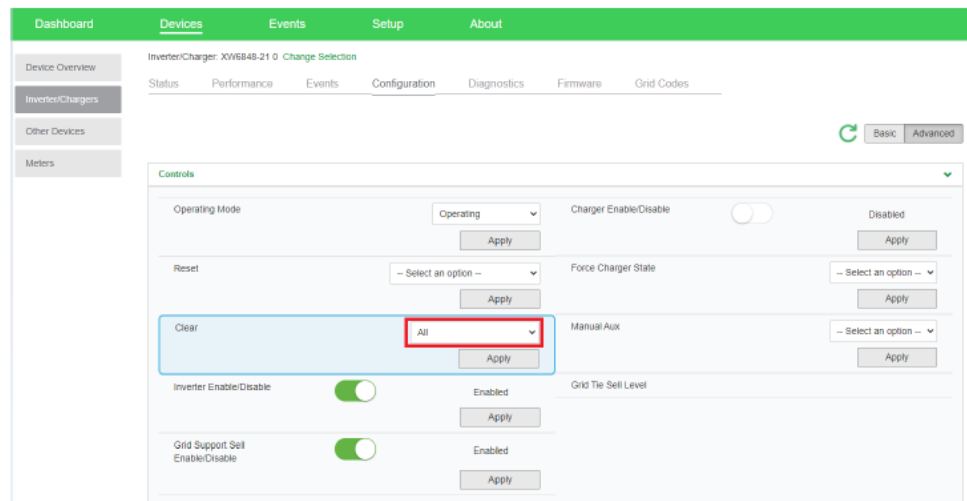 Dashboard Devices Events Setup About
Device Overview
Inverter/Chargers
Other Devices
Meters
Inverter/Charger: XW6848-21 0 Change Selection
Status Performance Events Configuration Diagnostics Firmware Grid Codes
Basic Advanced
Controls
Operating Mode
Operating
Apply
Charger Enable/Disable
Disabled
Apply
Reset
-- Select an option --
Apply
Force Charger State
-- Select an option --
Apply
Clear
All
Apply
Manual Aux
-- Select an option --
Apply
Inverter Enable/Disable
Enabled
Apply
Grid Tie Sell Level
Grid Support Sell
Enable/Disable
Enabled
Apply